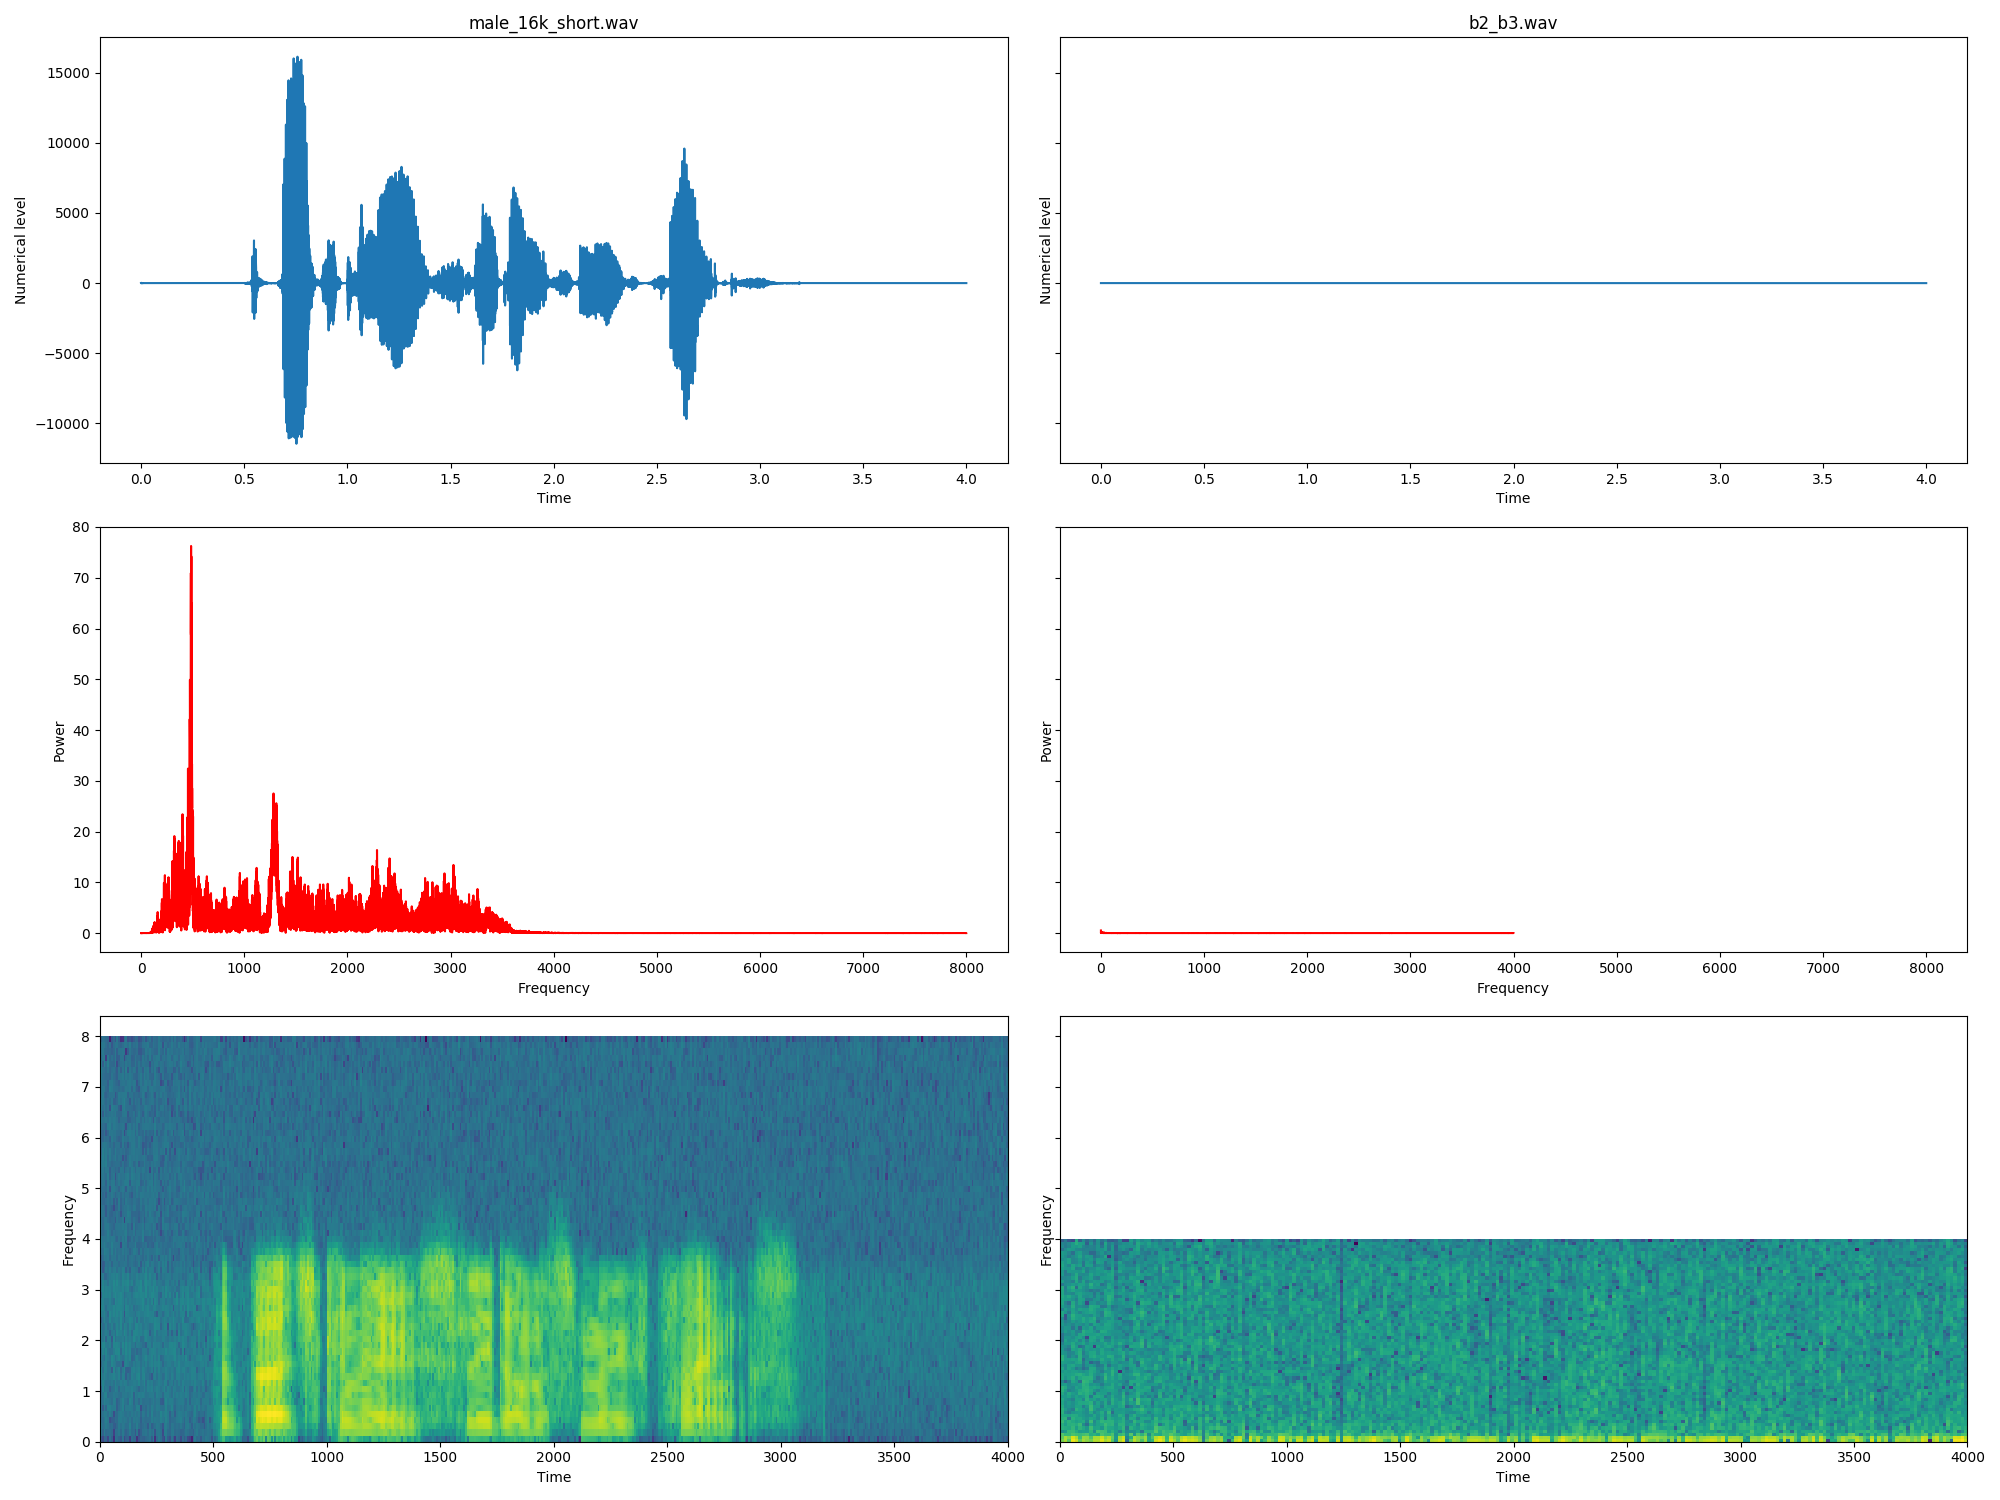 male_16k_short.wav
b2_b3.wav
Numerical level
15000
10000
5000
0
−5000
−10000
0.0 0.5 1.0 1.5 2.0 2.5 3.0 3.5 4.0
Time
Numerical level
0.0 0.5 1.0 1.5 2.0 2.5 3.0 3.5 4.0
Time
Power
80
70
60
50
40
30
20
10
0
0 1000 2000 3000 4000 5000 6000 7000 8000
Frequency
Power
0 1000 2000 3000 4000 5000 6000 7000 8000
Frequency
Frequency
8
7
6
5
4
3
2
1
0
0 500 1000 1500 2000 2500 3000 3500 4000
Time
Frequency
0 500 1000 1500 2000 2500 3000 3500 4000
Time